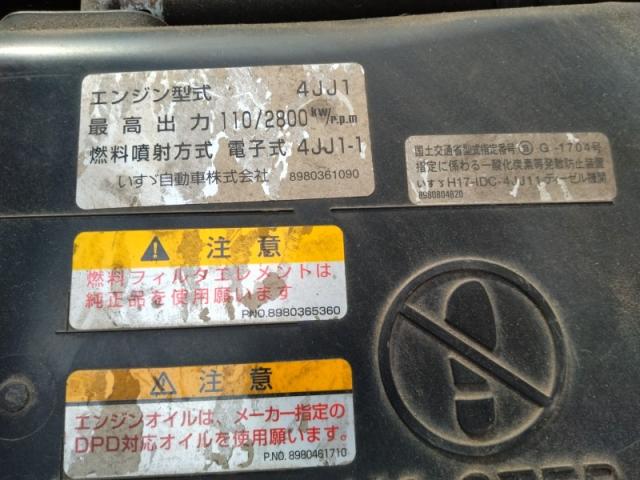 エンジン型式 4JJ1
最高出力 110/2800 kW/r.p.m
燃料噴射方式 電子式 4JJ1-1
いすゞ自動車株式会社 8980361090
国土交通省型式指定番号 G-1704号
指定に係わる一酸化炭素等発散防止装置
いすゞH17-IDC-4JJ11-ディーゼル機関
8980804820
注意
燃料フィルタエレメントは、
純正品を使用願います
P.NO.8980365360
注意
エンジンオイルは、メーカー指定の
DPD対応オイルを使用願います。
P.NO. 8980461710